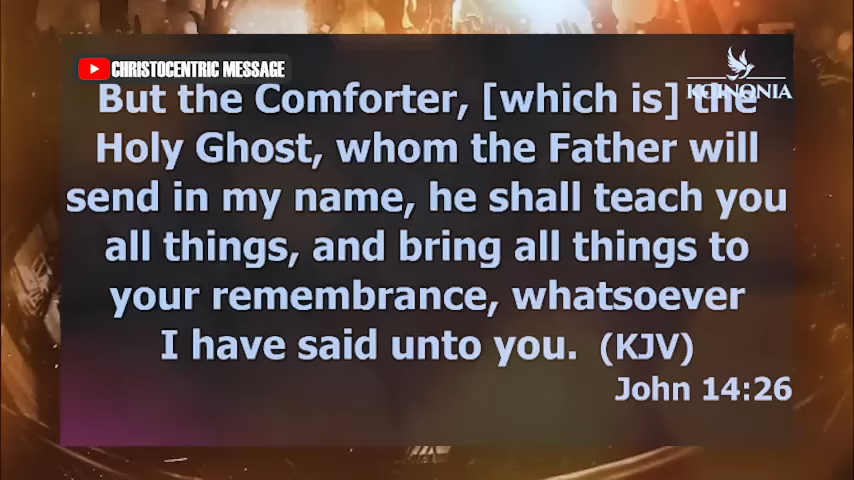 CHRISTOCENTRIC MESSAGE
KOINONIA
But the Comforter, [which is] the
Holy Ghost, whom the Father will
send in my name, he shall teach you
all things, and bring all things to
your remembrance, whatsoever
I have said unto you. (KJV)
John 14:26